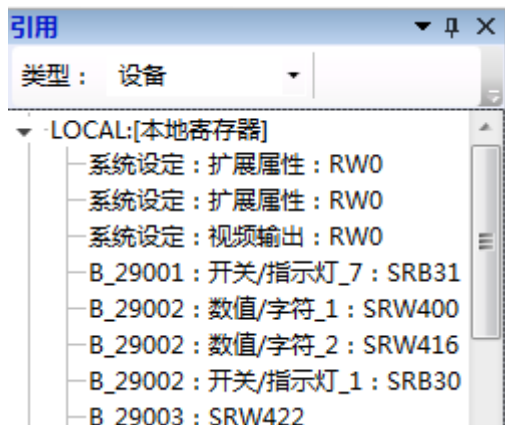 引用
类型： 设备
LOCAL:[本地寄存器]
系统设定：扩展属性：RW0
系统设定：扩展属性：RW0
系统设定：视频输出：RW0
B_29001：开关/指示灯_7：SRB31
B_29002：数值/字符_1：SRW400
B_29002：数值/字符_2：SRW416
B_29002：开关/指示灯_1：SRB30
B_29003：SRW422